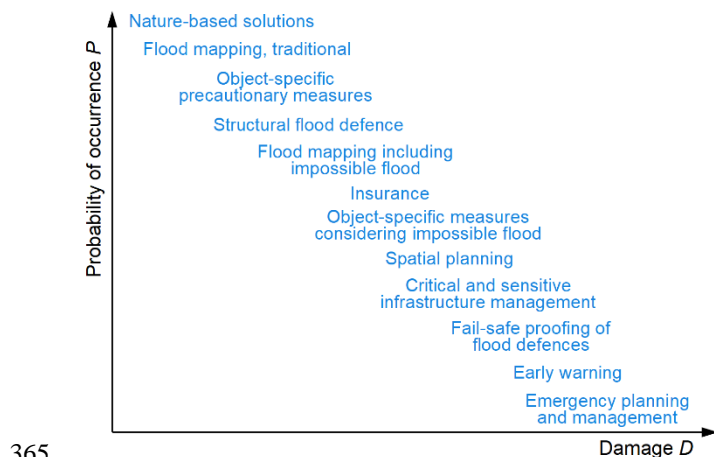 Nature-based solutions
Flood mapping, traditional
Object-specific
precautionary measures
Structural flood defence
Flood mapping including
impossible flood
Insurance
Object-specific measures
considering impossible flood
Spatial planning
Critical and sensitive
infrastructure management
Fail-safe proofing of
flood defences
Early warning
Emergency planning
and management
Probability of occurrence P
Damage D
365